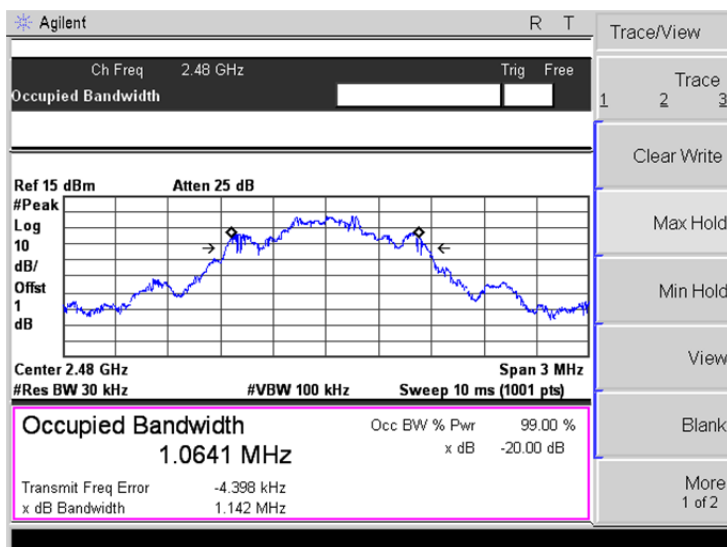 Agilent R T
Trace/View
Ch Freq 2.48 GHz Trig Free
Occupied Bandwidth
Trace
1 2 3
Clear Write
Max Hold
Min Hold
View
Blank
More
1 of 2
Ref 15 dBm Atten 25 dB
#Peak
Log
10
dB/
Offst
1
dB
Center 2.48 GHz Span 3 MHz
#Res BW 30 kHz #VBW 100 kHz Sweep 10 ms (1001 pts)
Occupied Bandwidth Occ BW % Pwr 99.00 %
1.0641 MHz x dB -20.00 dB
Transmit Freq Error -4.398 kHz
x dB Bandwidth 1.142 MHz